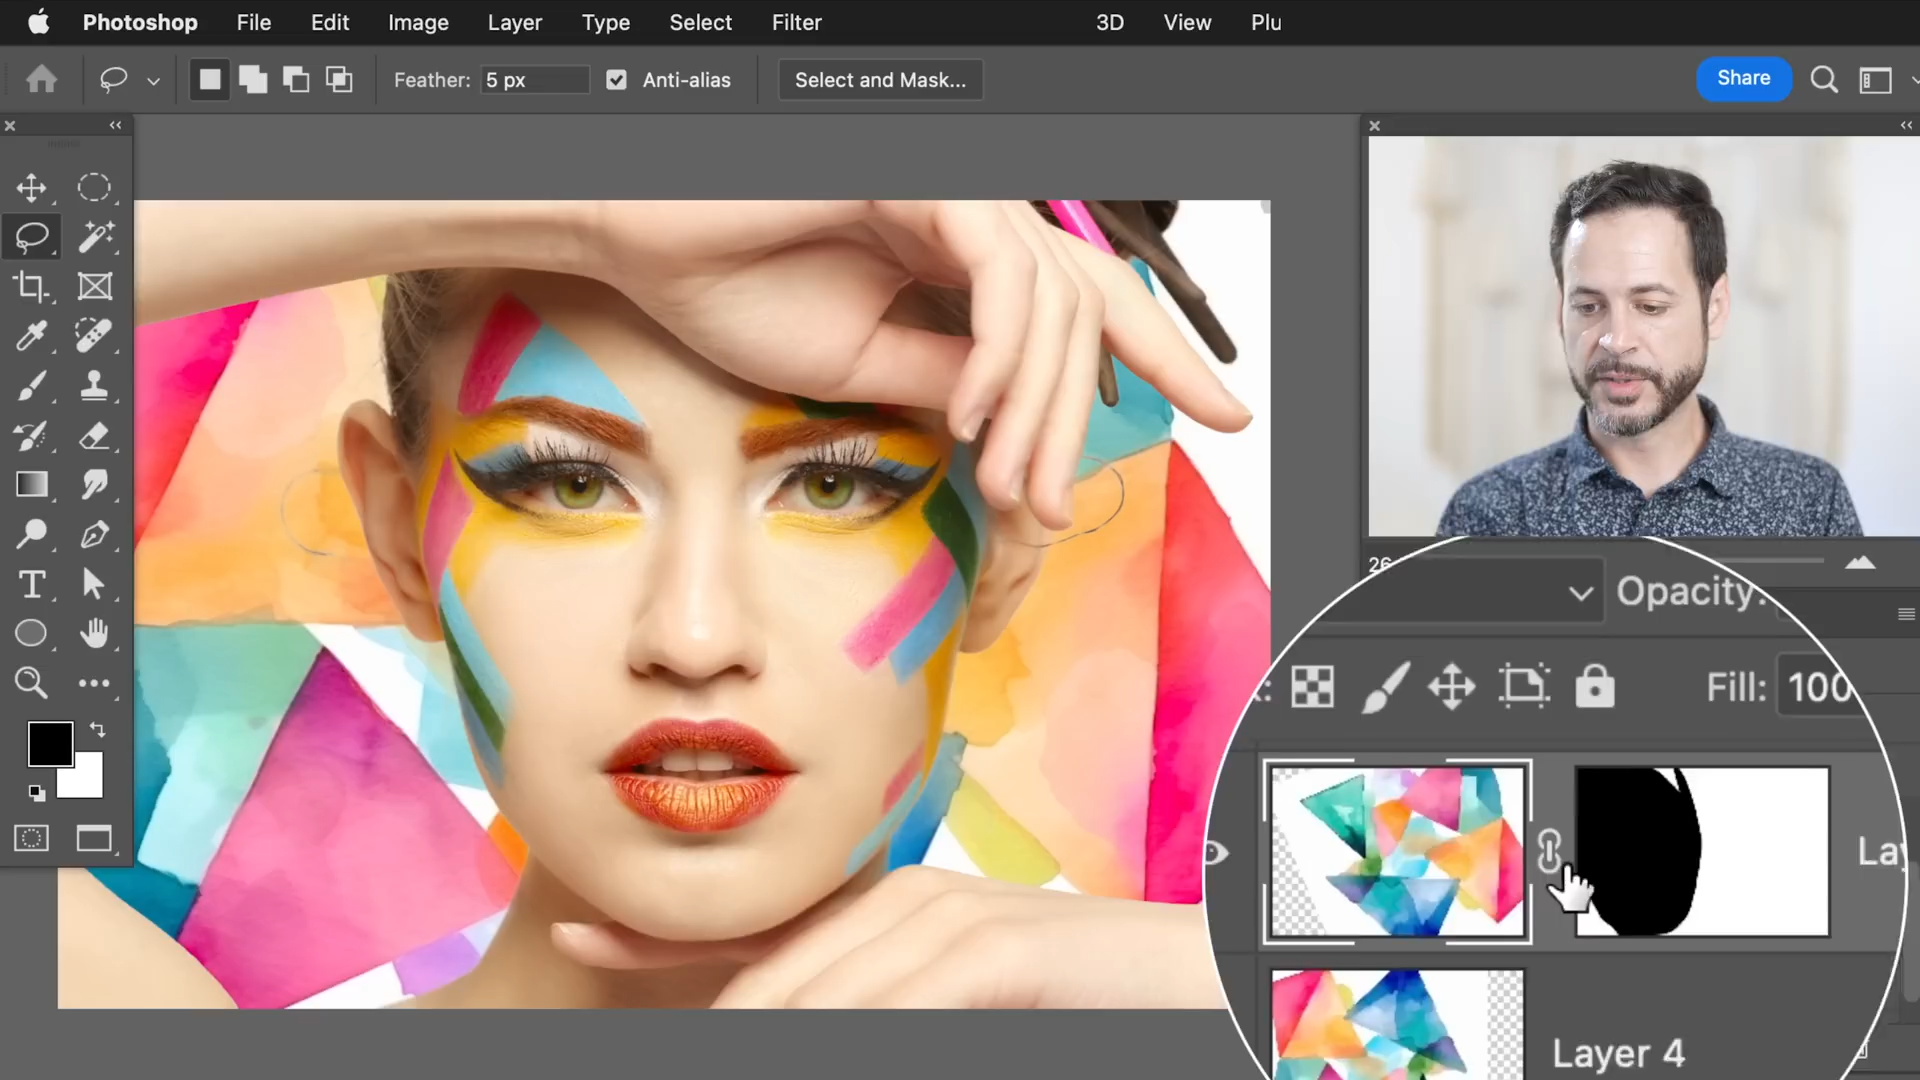 Photoshop File Edit Image Layer Type Select Filter 3D View Plu
Feather: 5 px Anti-alias Select and Mask... Share
Opacity:
Fill: 100
Lay
Layer 4